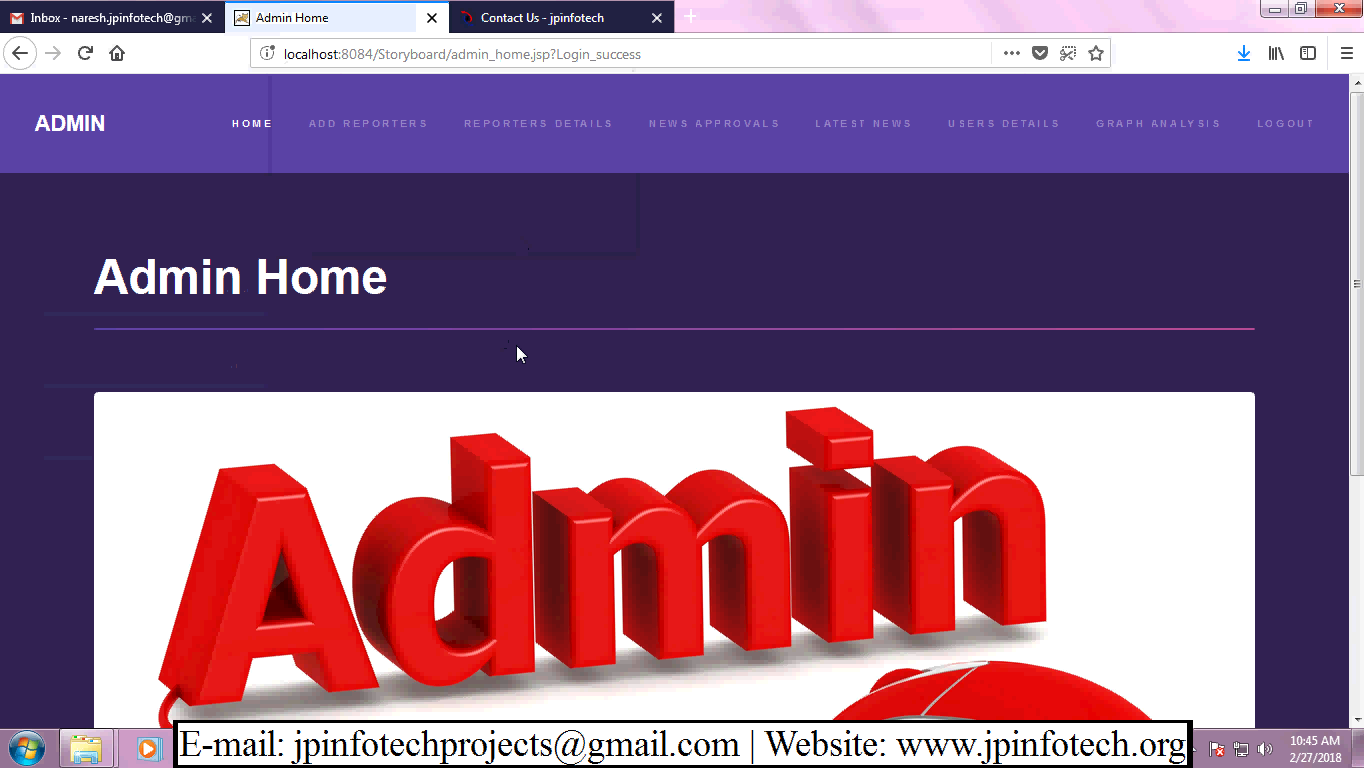 Inbox - naresh.jpinfotech@gm
Admin Home
Contact Us - jpinfotech
localhost:8084/Storyboard/admin_home.jsp?Login_success
ADMIN
HOME
ADD REPORTERS
REPORTERS DETAILS
NEWS APPROVALS
LATEST NEWS
USERS DETAILS
GRAPH ANALYSIS
LOGOUT
Admin Home
Admin
E-mail: jpinfotechprojects@gmail.com | Website: www.jpinfotech.org
10:45 AM
2/27/2018